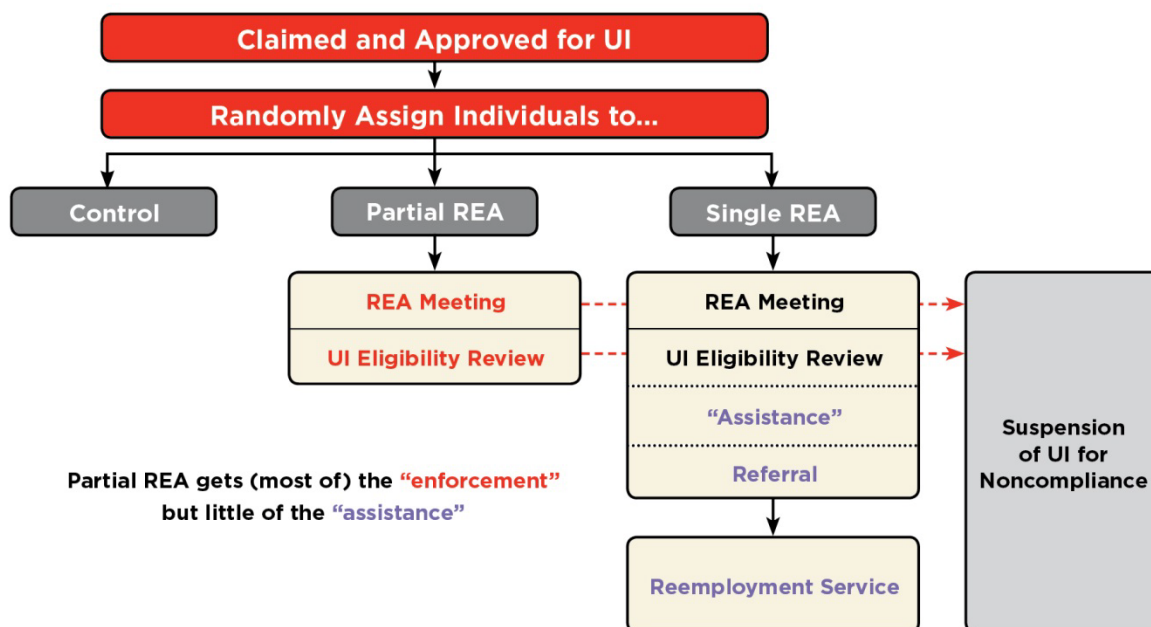 Claimed and Approved for UI
Randomly Assign Individuals to...
Control
Partial REA
Single REA
REA Meeting
UI Eligibility Review
REA Meeting
UI Eligibility Review
“Assistance”
Referral
Reemployment Service
Suspension
of UI for
Noncompliance
Partial REA gets (most of) the “enforcement”
but little of the “assistance”